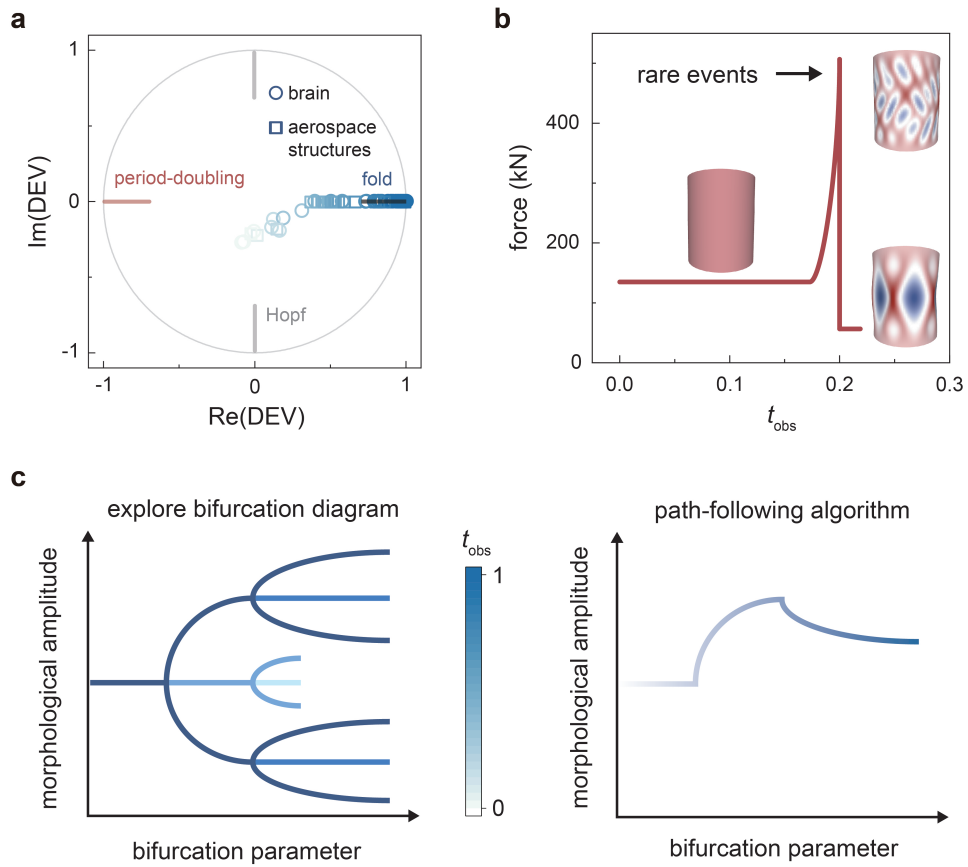 a
1
0
-1
-1
0
1
Im(DEV)
Re(DEV)
brain
aerospace
structures
period-doubling
fold
Hopf
b
rare events
400
200
0
force (kN)
0.0
0.1
0.2
0.3
tobs
c
explore bifurcation diagram
morphological amplitude
bifurcation parameter
tobs
1
0
path-following algorithm
morphological amplitude
bifurcation parameter